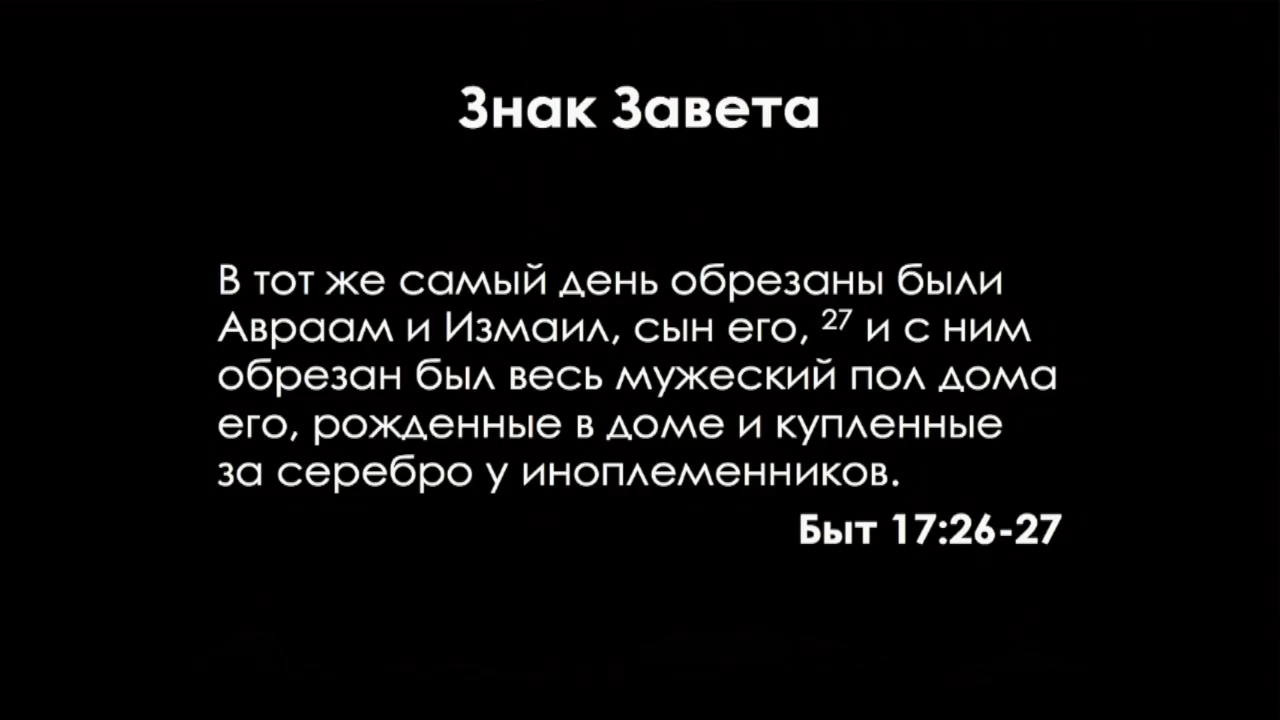 Знак Завета
В тот же самый день обрезаны были
Авраам и Измаил, сын его, ²⁷ и с ним
обрезан был весь мужеский пол дома
его, рожденные в доме и купленные
за серебро у иноплеменников.
Быт 17:26-27